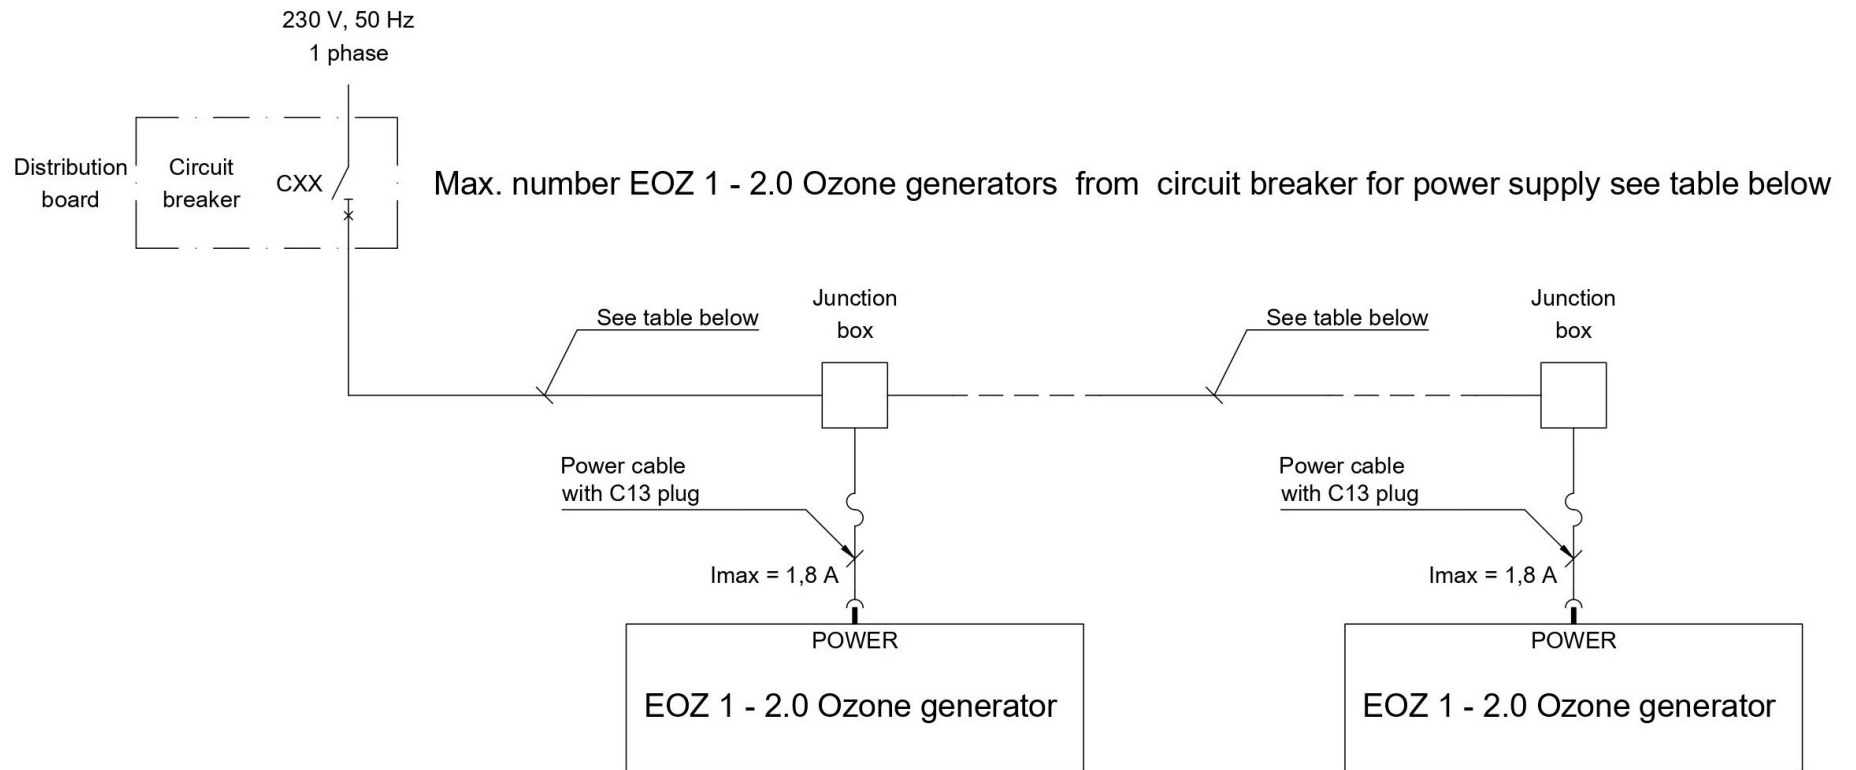 230 V, 50 Hz
1 phase
Distribution
board
Circuit
breaker
CXX
Max. number EOZ 1 - 2.0 Ozone generators from circuit breaker for power supply see table below
See table below
Junction
box
See table below
Junction
box
Power cable
with C13 plug
Imax = 1,8 A
Power cable
with C13 plug
Imax = 1,8 A
POWER
EOZ 1 - 2.0 Ozone generator
POWER
EOZ 1 - 2.0 Ozone generator